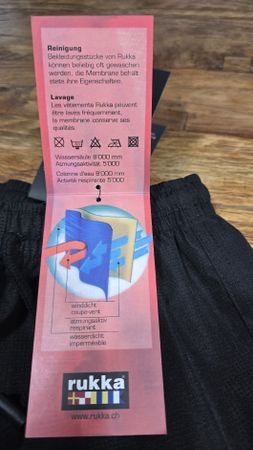 Reinigung
Bekleidungsstücke von Rukka
können beliebig oft gewaschen
werden, die Membrane behält
stets ihre Eigenschaften.
Lavage
Les vêtements Rukka peuvent
être lavés fréquemment,
la membrane conserve ses
qualités.
Wassersäule 8'000 mm
Atmungsaktivität 5'000
Colonne d'eau 8'000 mm
Activité respirante 5'000
winddicht
coupe-vent
atmungsaktiv
respirant
wasserdicht
imperméable
rukka
www.rukka.ch